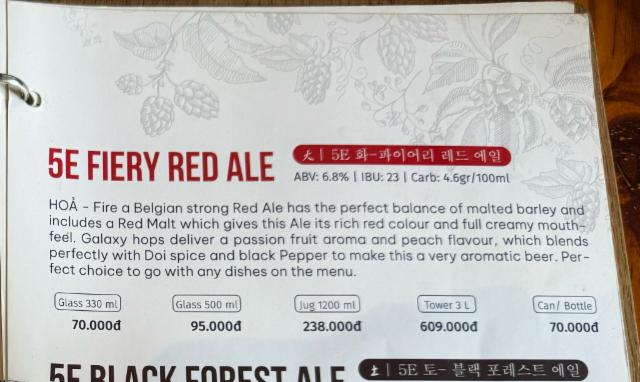 5E FIERY RED ALE
火 | 5E 화-파이어리 레드 에일
ABV: 6.8% | IBU: 23 | Carb: 4.6gr/100ml
HOẢ - Fire a Belgian strong Red Ale has the perfect balance of malted barley and
includes a Red Malt which gives this Ale its rich red colour and full creamy mouth-
feel. Galaxy hops deliver a passion fruit aroma and peach flavour, which blends
perfectly with Doi spice and black Pepper to make this a very aromatic beer. Per-
fect choice to go with any dishes on the menu.
Glass 330 ml Glass 500 ml Jug 1200 ml Tower 3 L Can/ Bottle
70.000đ 95.000đ 238.000đ 609.000đ 70.000đ
5E BLACK FOREST ALE
土 | 5E 토- 블랙 포레스트 에일